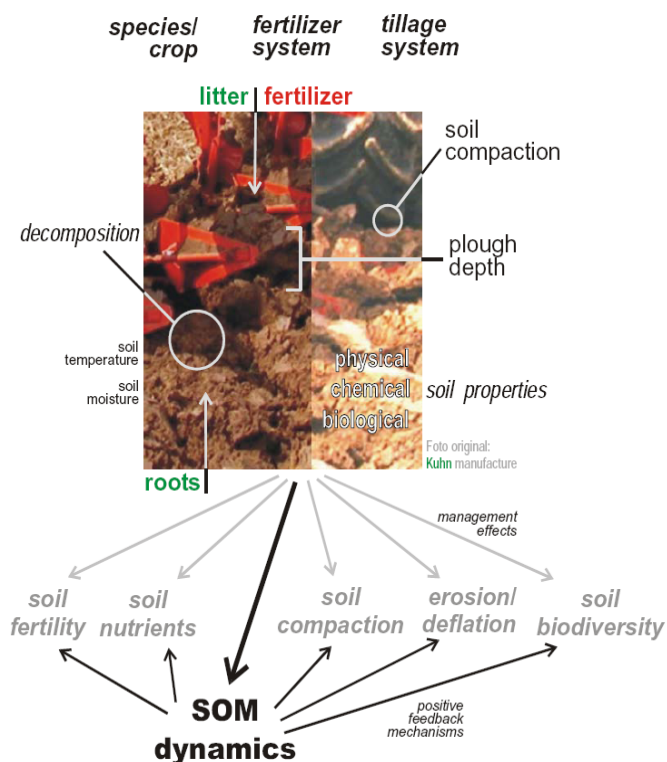 species/
crop
fertilizer
system
tillage
system
litter
fertilizer
soil
compaction
decomposition
plough
depth
soil
temperature
soil
moisture
physical
chemical
biological
soil properties
Foto original:
Kuhn manufacture
roots
management
effects
soil
fertility
soil
nutrients
soil
compaction
erosion/
deflation
soil
biodiversity
SOM
dynamics
positive
feedback
mechanisms